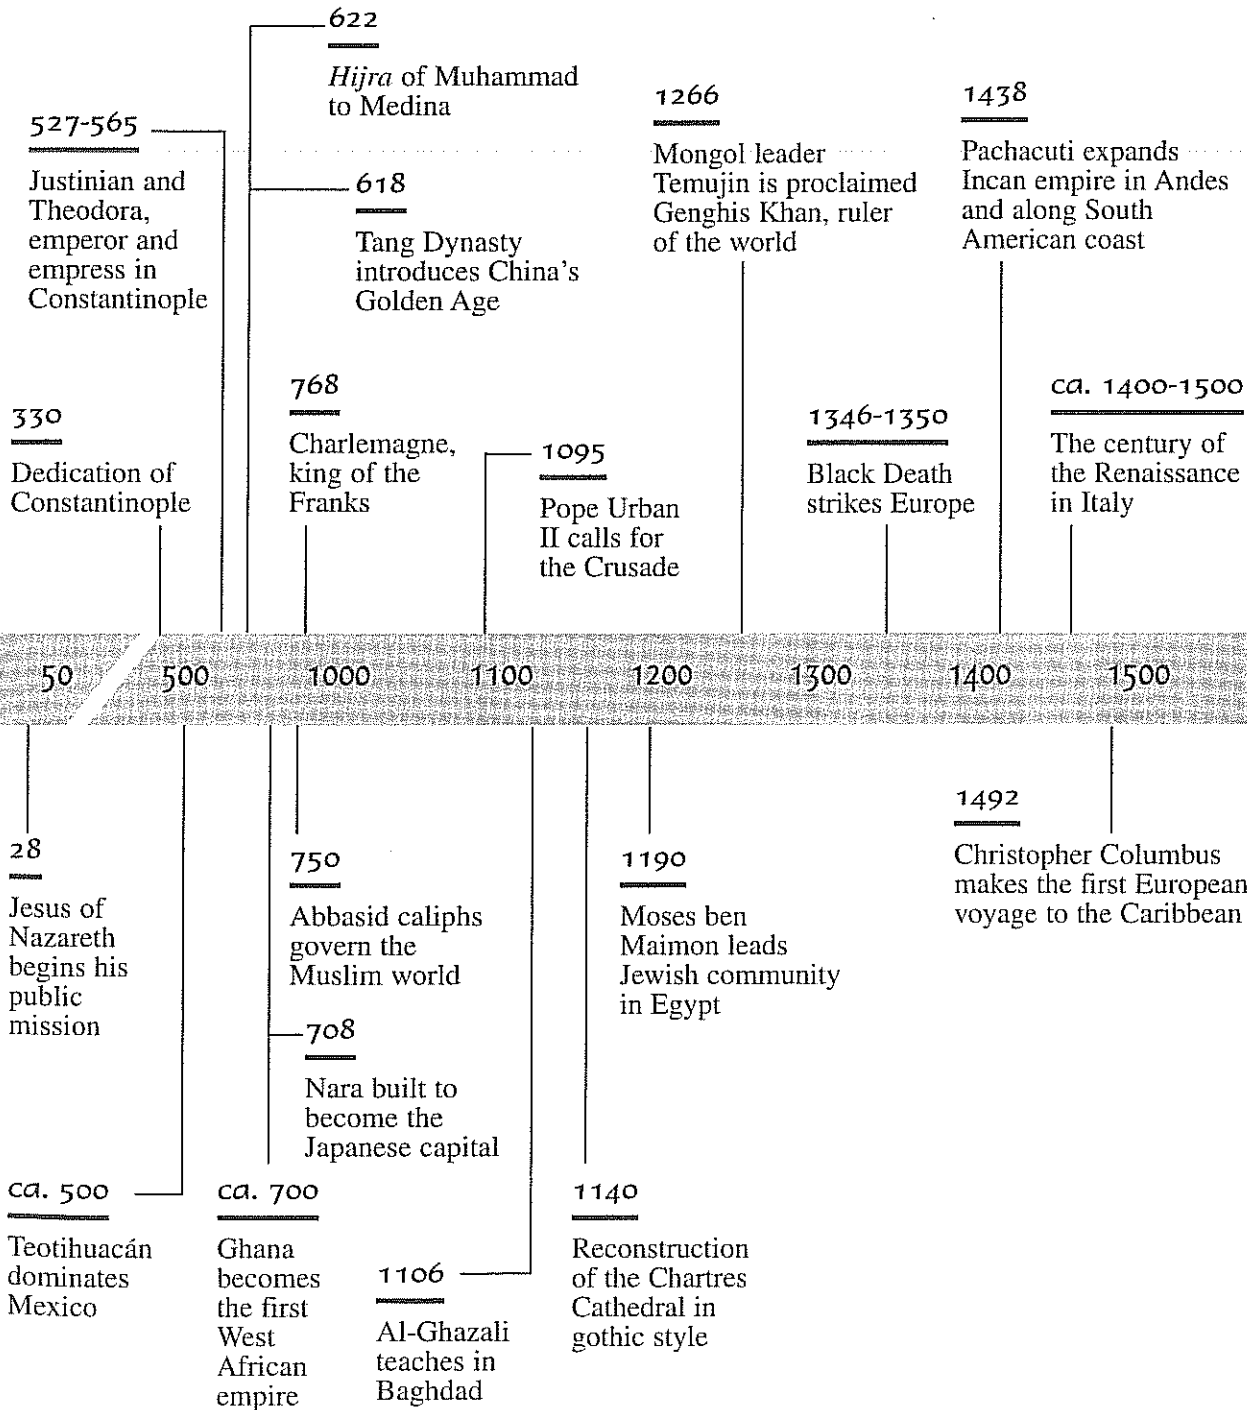 622
Hijra of Muhammad
to Medina
527-565
Justinian and
Theodora,
emperor and
empress in
Constantinople
618
Tang Dynasty
introduces China's
Golden Age
1266
Mongol leader
Temujin is proclaimed
Genghis Khan, ruler
of the world
1438
Pachacuti expands
Incan empire in Andes
and along South
American coast
330
Dedication of
Constantinople
768
Charlemagne,
king of the
Franks
1095
Pope Urban
II calls for
the Crusade
1346-1350
Black Death
strikes Europe
ca. 1400-1500
The century of
the Renaissance
in Italy
50 500 1000 1100 1200 1300 1400 1500
28
Jesus of
Nazareth
begins his
public
mission
750
Abbasid caliphs
govern the
Muslim world
708
Nara built to
become the
Japanese capital
1190
Moses ben
Maimon leads
Jewish community
in Egypt
1492
Christopher Columbus
makes the first European
voyage to the Caribbean
ca. 500
Teotihuacán
dominates
Mexico
ca. 700
Ghana
becomes
the first
West
African
empire
1106
Al-Ghazali
teaches in
Baghdad
1140
Reconstruction
of the Chartres
Cathedral in
gothic style